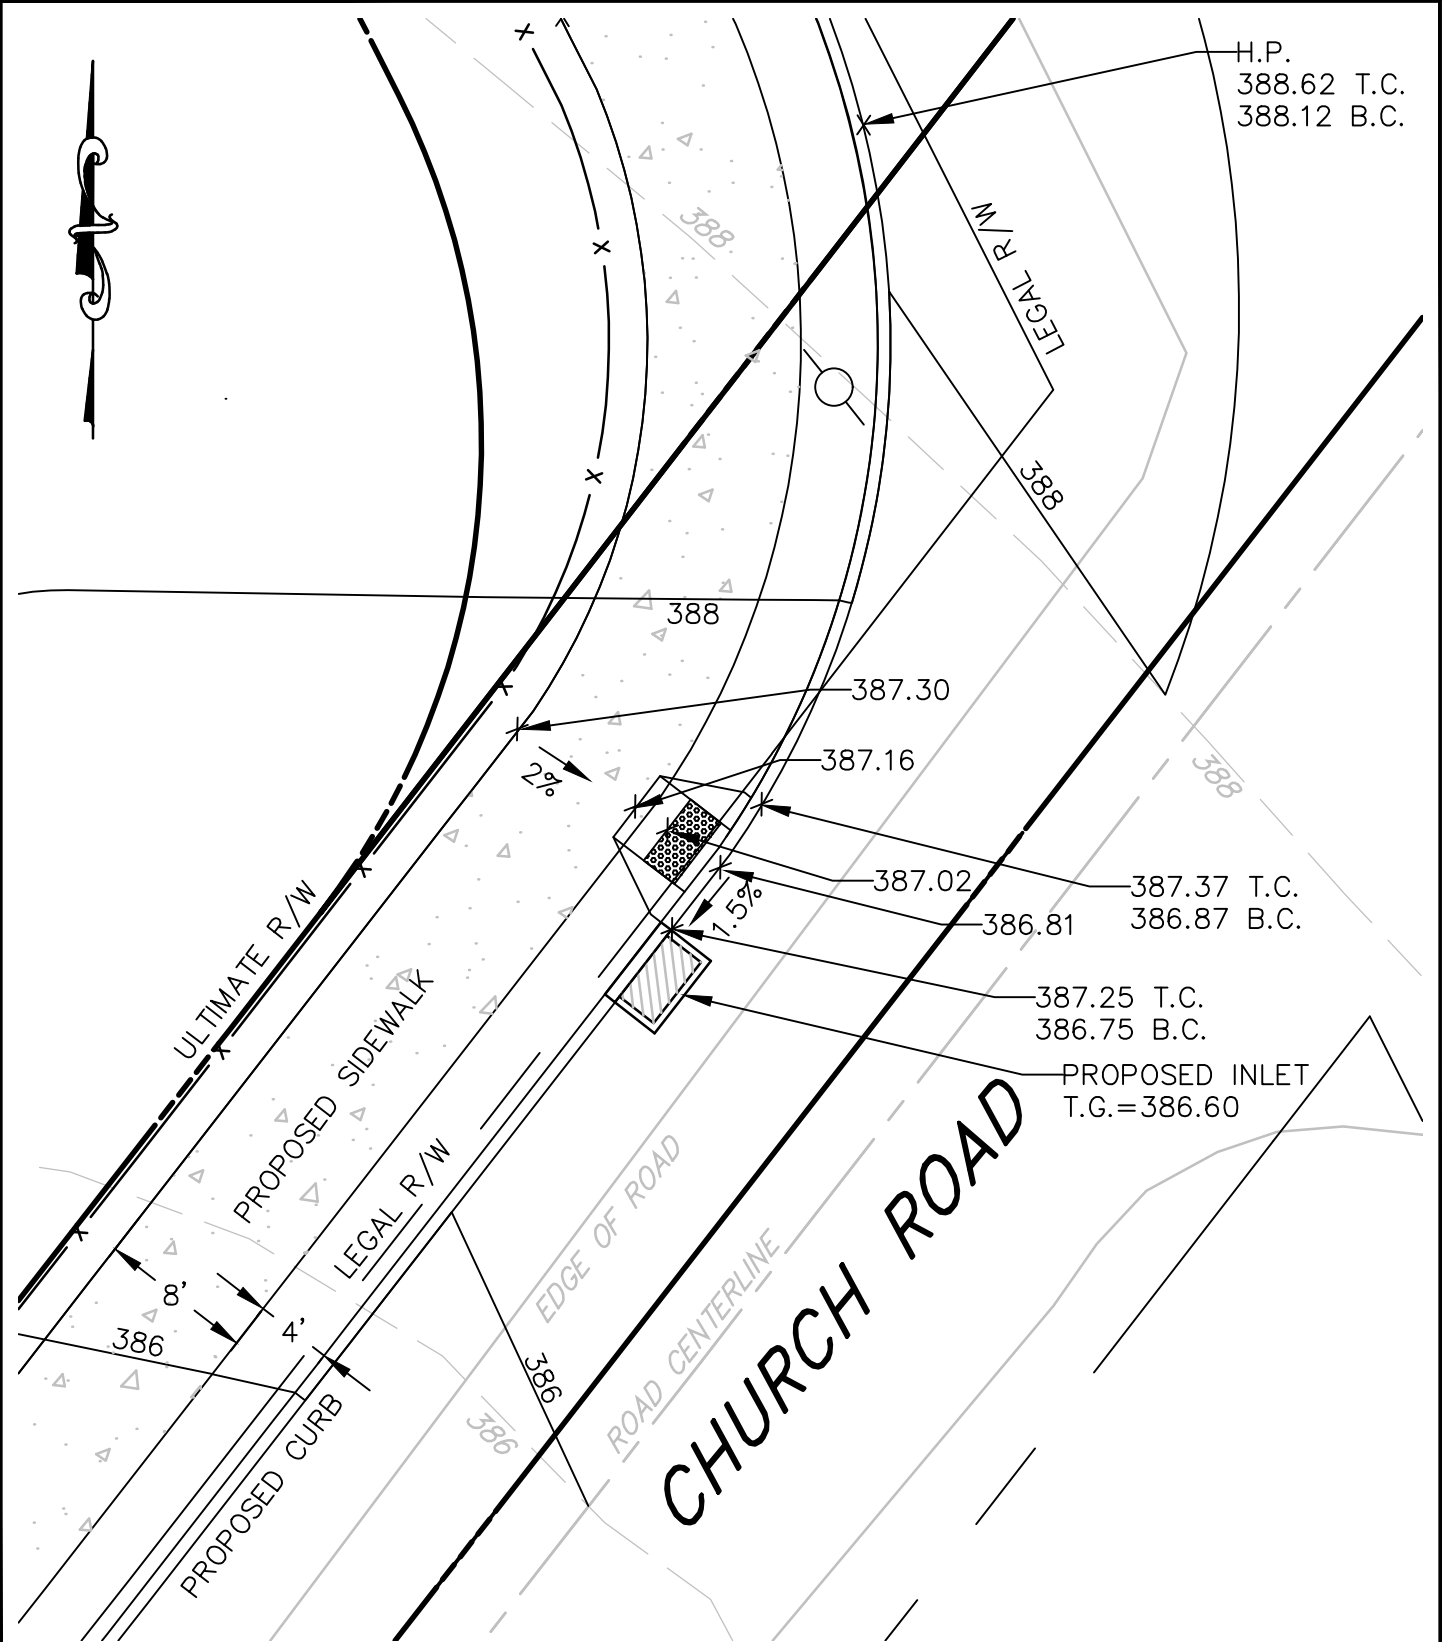 H.P.
388.62 T.C.
388.12 B.C.
388
LEGAL R/W
388
388
387.30
387.16
2%
388
387.02
387.37 T.C.
386.87 B.C.
1.5%
386.81
ULTIMATE R/W
387.25 T.C.
386.75 B.C.
PROPOSED SIDEWALK
PROPOSED INLET
T.G.=386.60
LEGAL R/W
EDGE OF ROAD
CHURCH ROAD
ROAD CENTERLINE
8'
4'
386
386
386
PROPOSED CURB